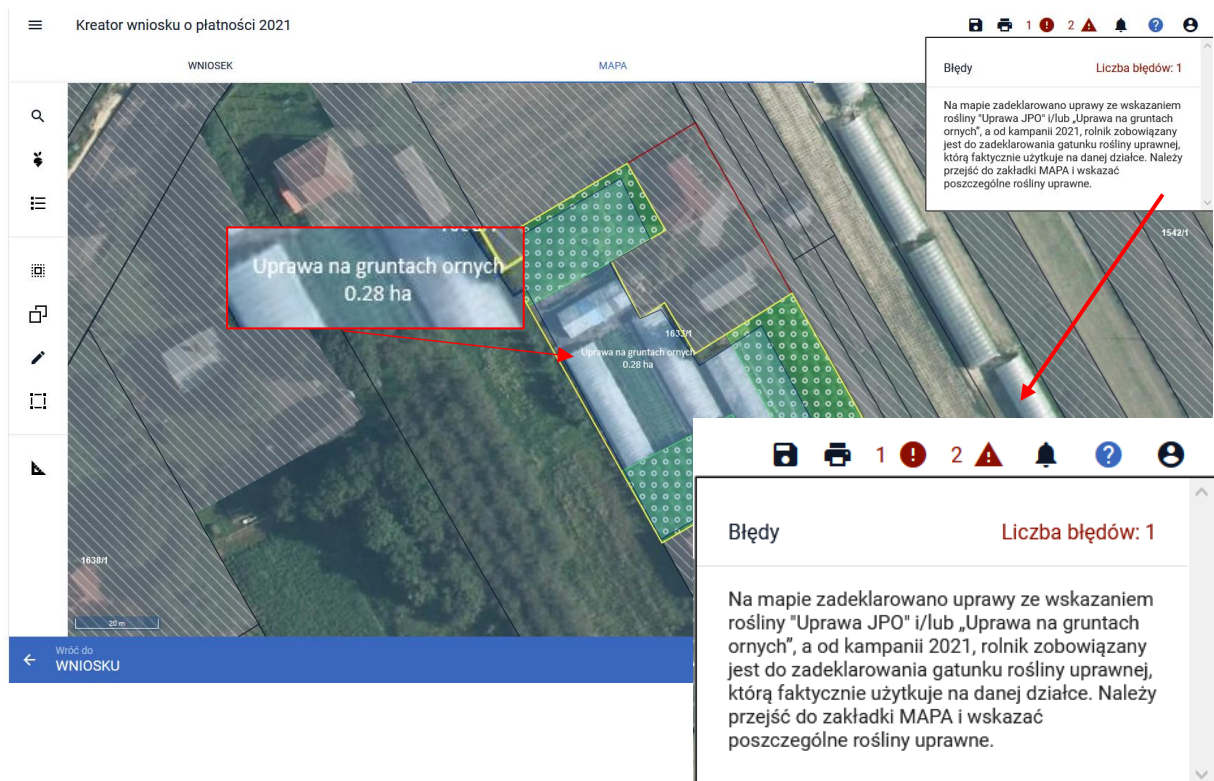 Kreator wniosku o płatności 2021
1 2
WNIOSEK
MAPA
Błędy
Liczba błędów: 1
Na mapie zadeklarowano uprawy ze wskazaniem
rośliny "Uprawa JPO" i/lub „Uprawa na gruntach
ornych”, a od kampanii 2021, rolnik zobowiązany
jest do zadeklarowania gatunku rośliny uprawnej,
którą faktycznie użytkuje na danej działce. Należy
przejść do zakładki MAPA i wskazać
poszczególne rośliny uprawne.
1542/1
Uprawa na gruntach ornych
0.28 ha
1633/1
Uprawa na gruntach ornych
0.28 ha
1638/1
20 m
Wróć do
WNIOSKU
1 2
Błędy
Liczba błędów: 1
Na mapie zadeklarowano uprawy ze wskazaniem
rośliny "Uprawa JPO" i/lub „Uprawa na gruntach
ornych”, a od kampanii 2021, rolnik zobowiązany
jest do zadeklarowania gatunku rośliny uprawnej,
którą faktycznie użytkuje na danej działce. Należy
przejść do zakładki MAPA i wskazać
poszczególne rośliny uprawne.